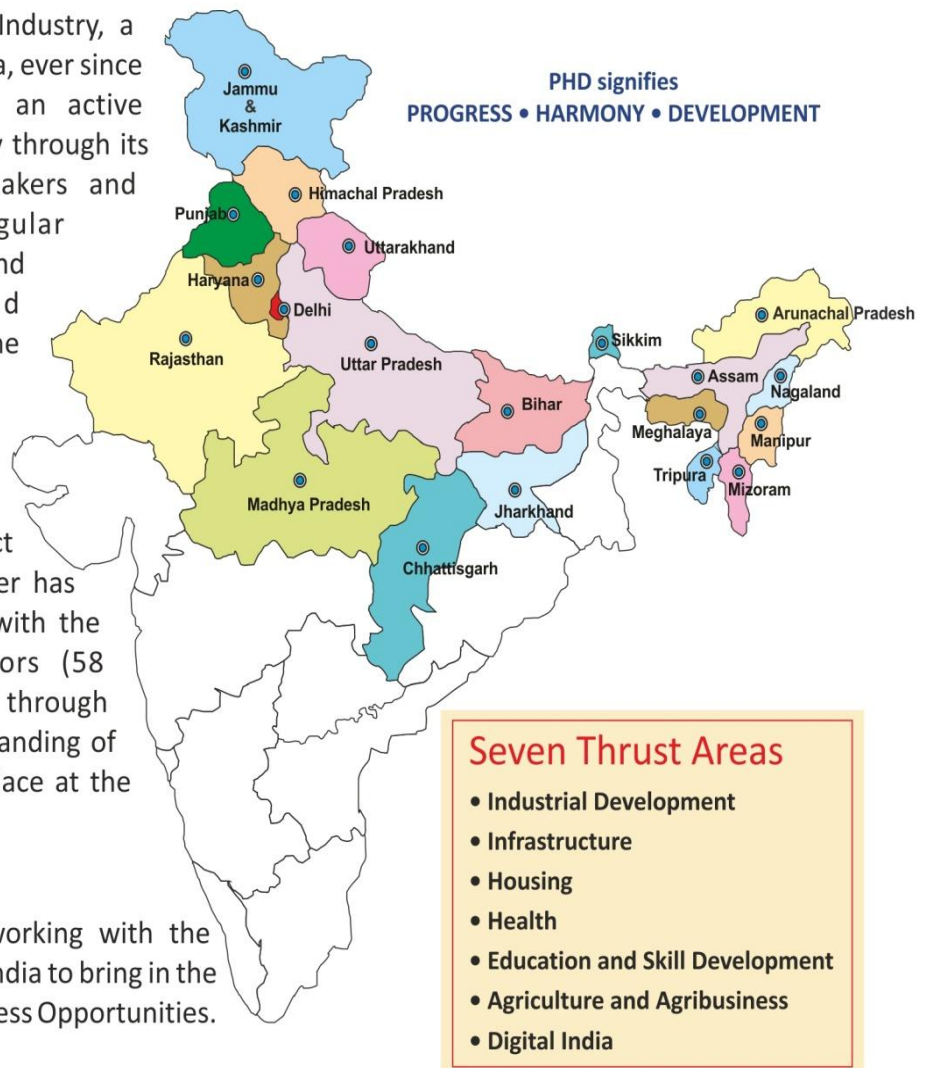 Industry, a
a, ever since
an active
y through its
akers and
gular
nd
d
ne
ct
er has
with the
ors (58
through
anding of
ace at the
working with the
ndia to bring in the
ess Opportunities.
PHD signifies
PROGRESS • HARMONY • DEVELOPMENT
Jammu
&
Kashmir
Himachal Pradesh
Punjab
Uttarakhand
Haryana
Delhi
Rajasthan
Uttar Pradesh
Sikkim
Arunachal Pradesh
Assam
Nagaland
Bihar
Meghalaya
Manipur
Tripura
Mizoram
Madhya Pradesh
Jharkhand
Chhattisgarh
Seven Thrust Areas
• Industrial Development
• Infrastructure
• Housing
• Health
• Education and Skill Development
• Agriculture and Agribusiness
• Digital India